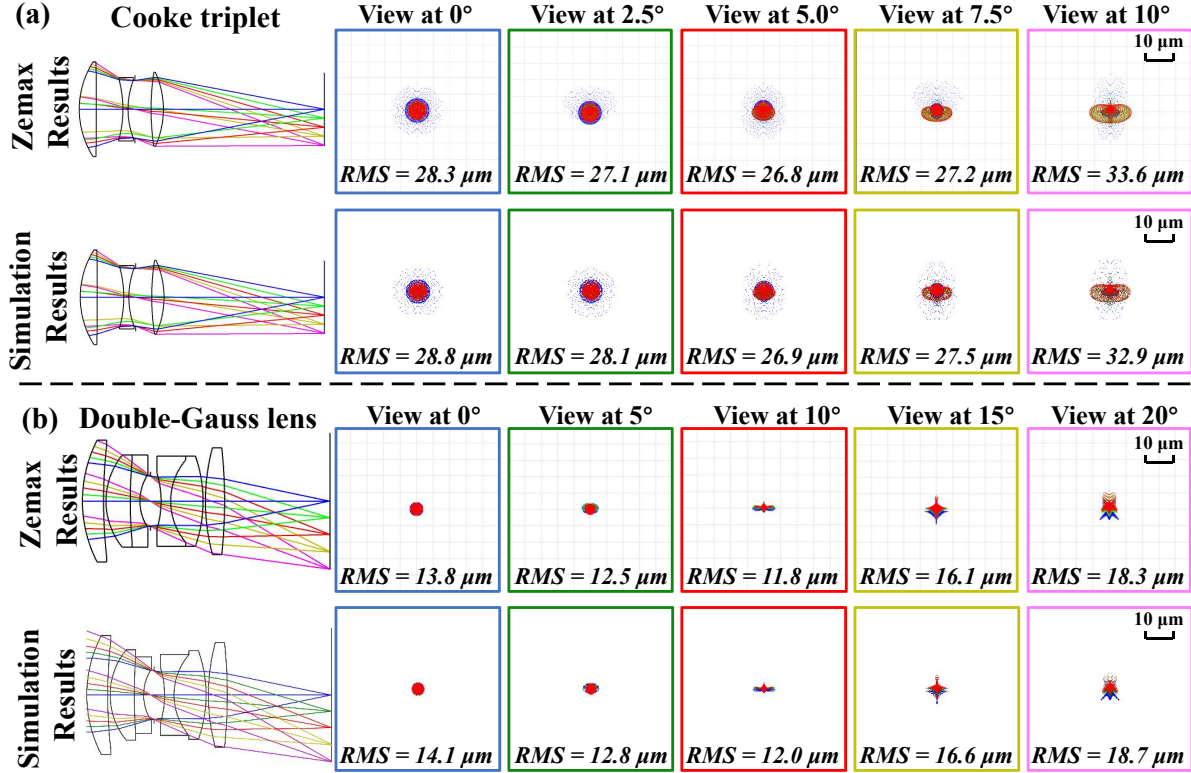 (a) Cooke triplet View at 0° View at 2.5° View at 5.0° View at 7.5° View at 10°
Zemax
Results
10 µm
RMS = 28.3 µm RMS = 27.1 µm RMS = 26.8 µm RMS = 27.2 µm RMS = 33.6 µm
Simulation
Results
10 µm
RMS = 28.8 µm RMS = 28.1 µm RMS = 26.9 µm RMS = 27.5 µm RMS = 32.9 µm
(b) Double-Gauss lens View at 0° View at 5° View at 10° View at 15° View at 20°
Zemax
Results
10 µm
RMS = 13.8 µm RMS = 12.5 µm RMS = 11.8 µm RMS = 16.1 µm RMS = 18.3 µm
Simulation
Results
10 µm
RMS = 14.1 µm RMS = 12.8 µm RMS = 12.0 µm RMS = 16.6 µm RMS = 18.7 µm